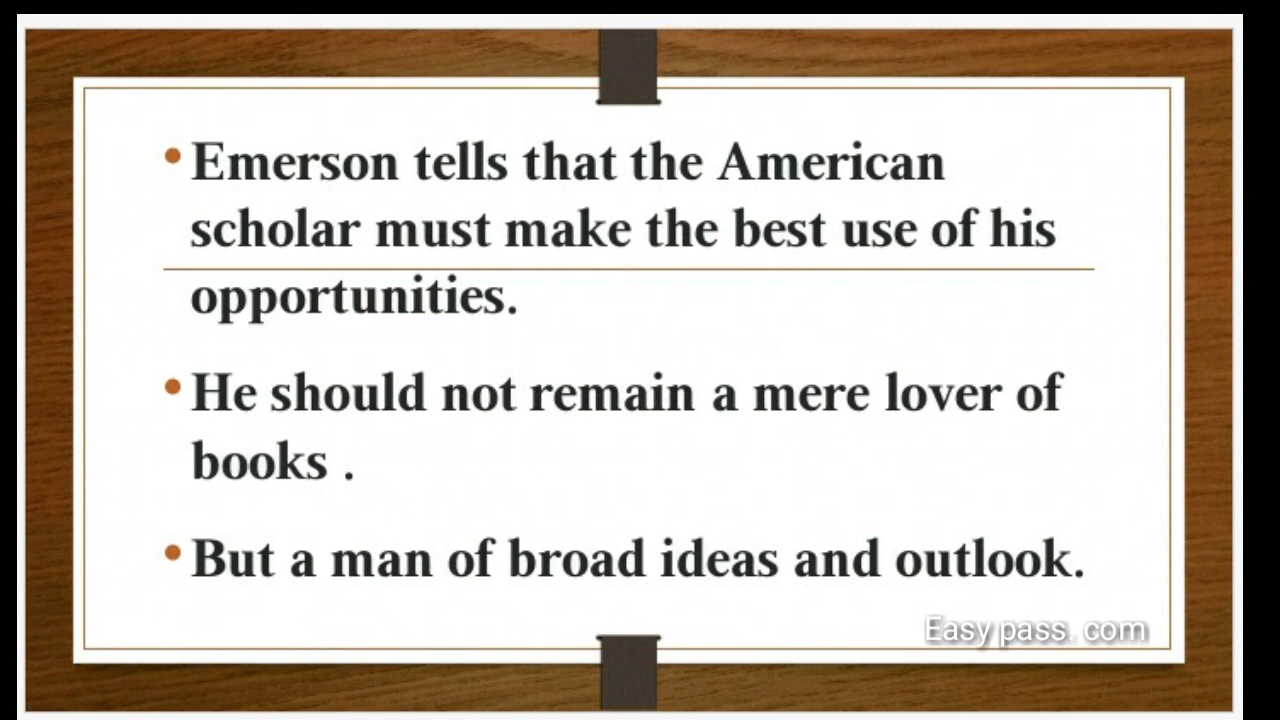 • Emerson tells that the American
scholar must make the best use of his
opportunities.
• He should not remain a mere lover of
books .
• But a man of broad ideas and outlook.
Easy pass. com